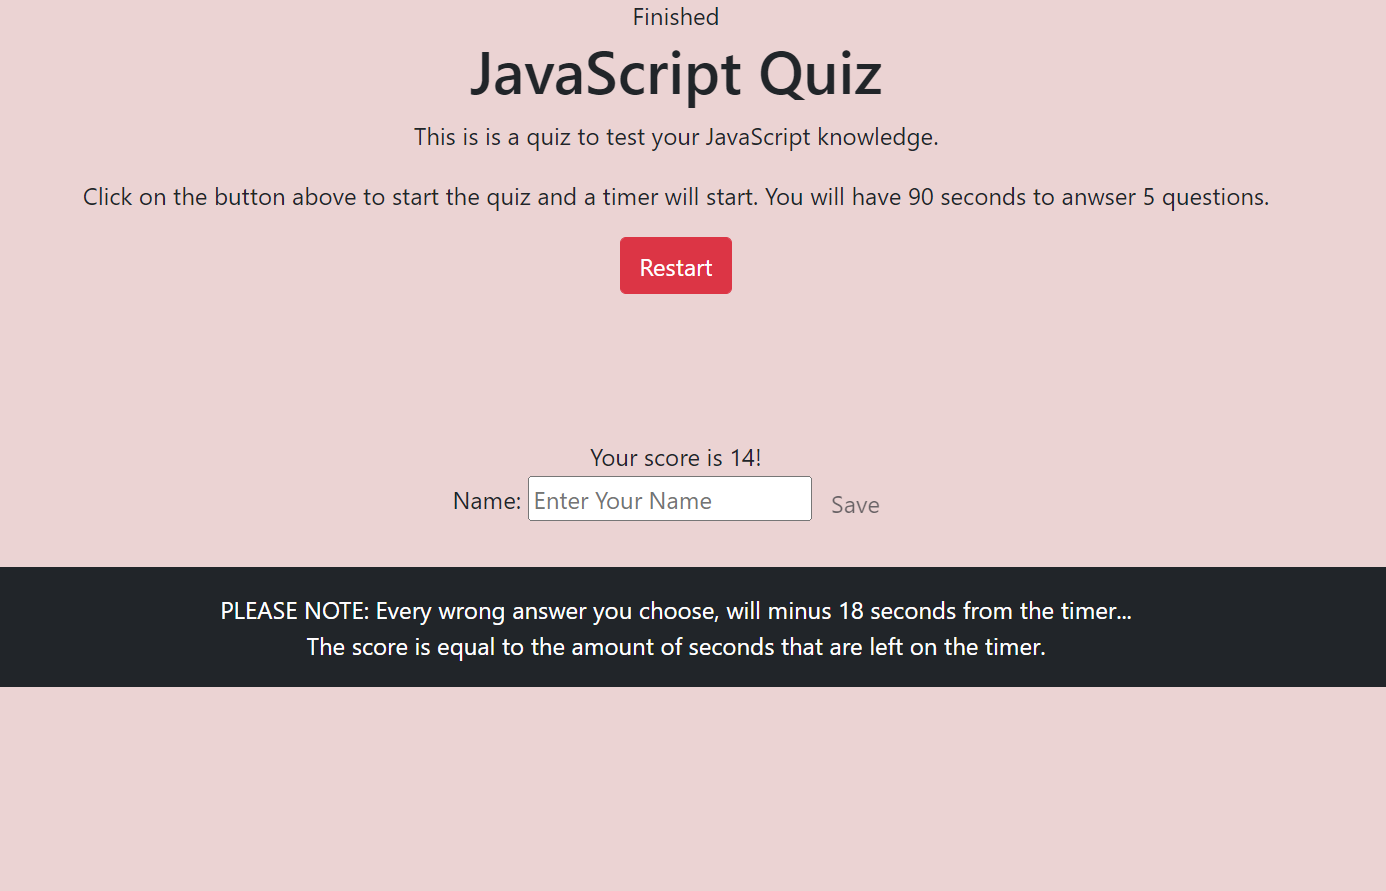 Finished
JavaScript Quiz
This is is a quiz to test your JavaScript knowledge.
Click on the button above to start the quiz and a timer will start. You will have 90 seconds to anwser 5 questions.
Restart
Your score is 14!
Name: Enter Your Name Save
PLEASE NOTE: Every wrong answer you choose, will minus 18 seconds from the timer...
The score is equal to the amount of seconds that are left on the timer.